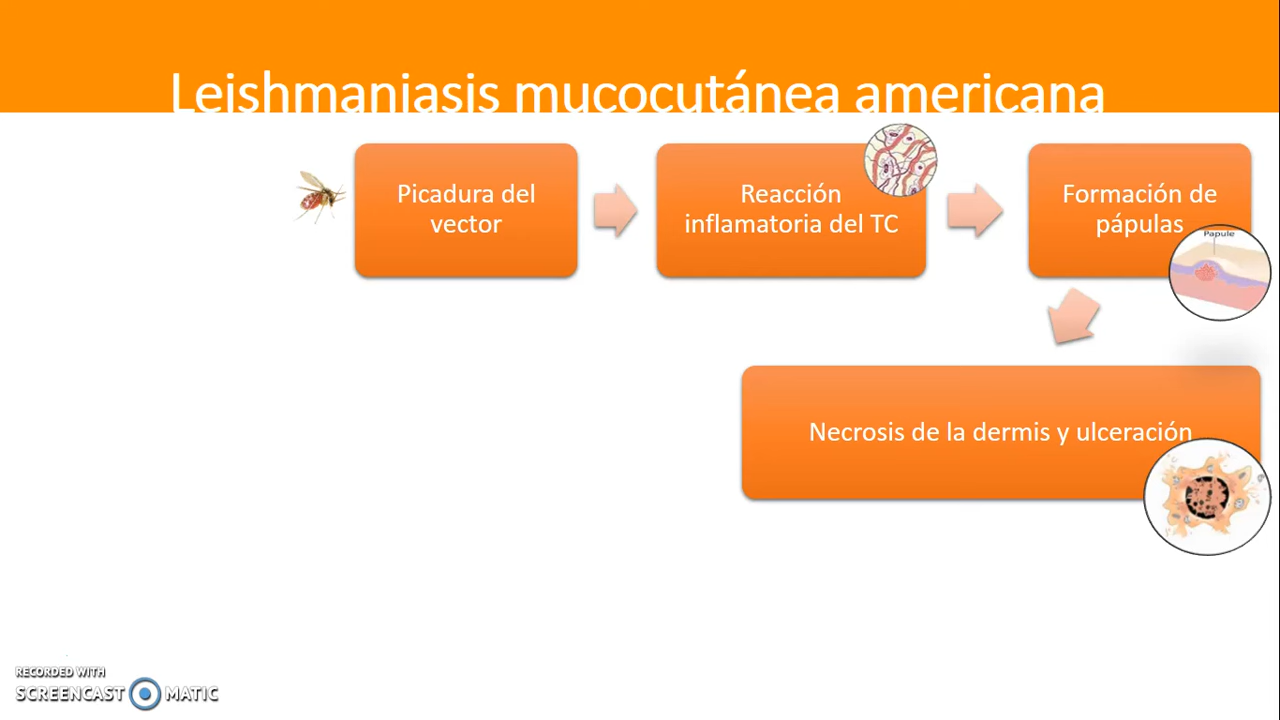 Leishmaniasis mucocutánea americana
Picadura del
vector
Reacción
inflamatoria del TC
Formación de
pápulas
Papule
Necrosis de la dermis y ulceración
RECORDED WITH
SCREENCAST MATIC